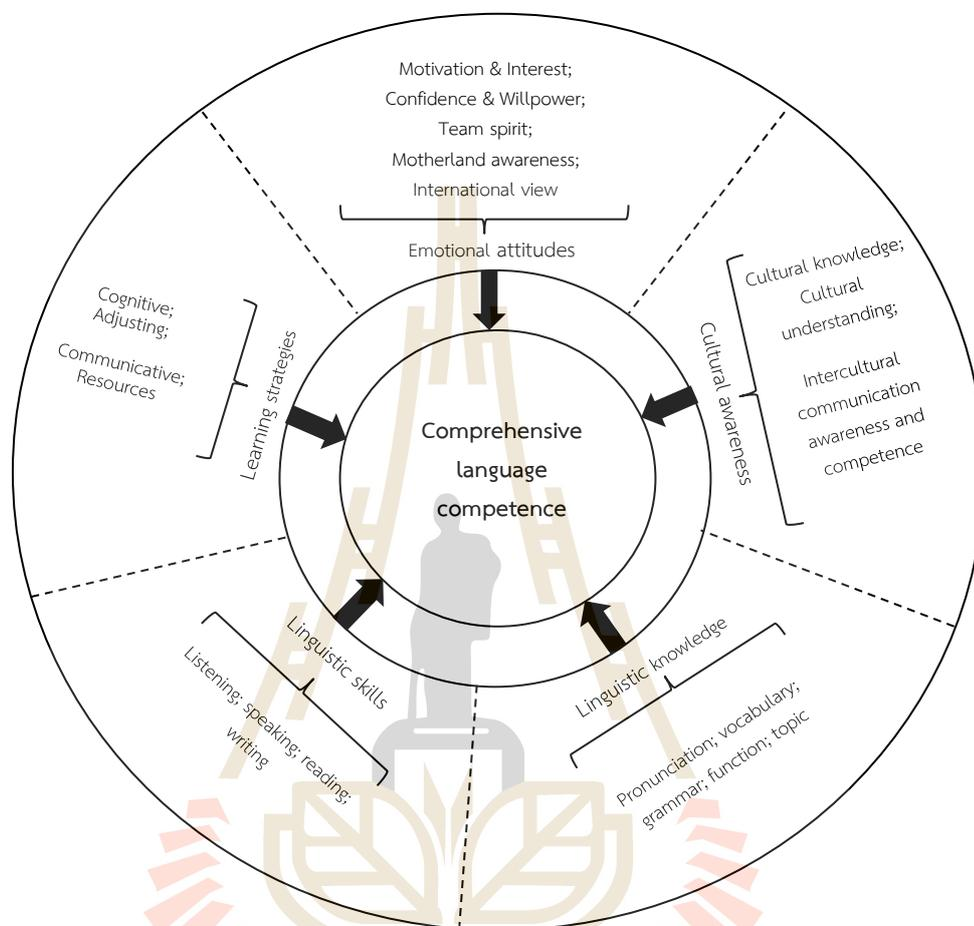 Motivation & Interest;
Confidence & Willpower;
Team spirit;
Motherland awareness;
International view
Emotional attitudes
Cultural knowledge;
Cultural
understanding;
Intercultural
communication
awareness and
competence
Cultural awareness
Cognitive;
Adjusting;
Communicative;
Resources
Learning strategies
Comprehensive
language
competence
Linguistic skills
Listening; speaking; reading;
writing
Linguistic knowledge
Pronunciation; vocabulary;
grammar; function; topic